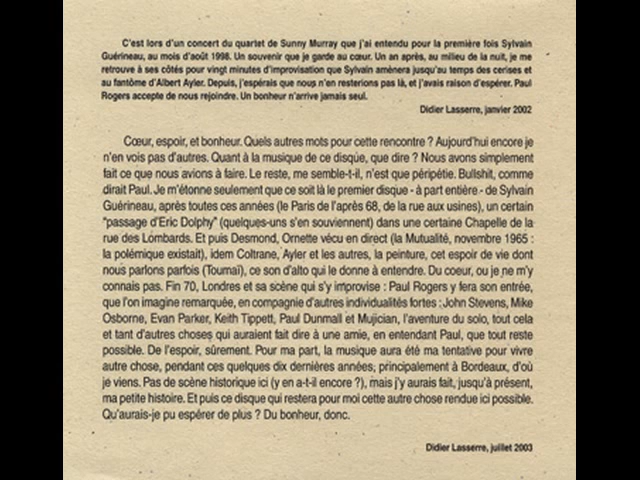 C'est lors d'un concert du quartet de Sunny Murray que j'ai entendu pour la première fois Sylvain
Guérineau, au mois d'août 1998. Un souvenir que je garde au cœur. Un an après, au milieu de la nuit, je me
retrouve à ses côtés pour vingt minutes d'improvisation que Sylvain amènera jusqu'au temps des cerises et
au fantôme d'Albert Ayler. Depuis, j'espérais que nous n'en resterions pas là, et j'avais raison d'espérer. Paul
Rogers accepte de nous rejoindre. Un bonheur n'arrive jamais seul.
Didier Lasserre, janvier 2002
Cœur, espoir, et bonheur. Quels autres mots pour cette rencontre ? Aujourd'hui encore je
n'en vois pas d'autres. Quant à la musique de ce disque, que dire ? Nous avons simplement
fait ce que nous avions à faire. Le reste, me semble-t-il, n'est que péripétie. Bullshit, comme
dirait Paul. Je m'étonne seulement que ce soit là le premier disque - à part entière - de Sylvain
Guérineau, après toutes ces années (le Paris de l'après 68, de la rue aux usines), un certain
"passage d'Eric Dolphy" (quelques-uns s'en souviennent) dans une certaine Chapelle de la
rue des Lombards. Et puis Desmond, Ornette vécu en direct (la Mutualité, novembre 1965 :
la polémique existait), idem Coltrane, Ayler et les autres, la peinture, cet espoir de vie dont
nous parlons parfois (Toumaï), ce son d'alto qui le donne à entendre. Du coeur, ou je ne m'y
connais pas. Fin 70, Londres et sa scène qui s'y improvise : Paul Rogers y fera son entrée,
que l'on imagine remarquée, en compagnie d'autres individualités fortes : John Stevens, Mike
Osborne, Evan Parker, Keith Tippett, Paul Dunmall et Mujician, l'aventure du solo, tout cela
et tant d'autres choses qui auraient fait dire à une amie, en entendant Paul, que tout reste
possible. De l'espoir, sûrement. Pour ma part, la musique aura été ma tentative pour vivre
autre chose, pendant ces quelques dix dernières années, principalement à Bordeaux, d'où
je viens. Pas de scène historique ici (y en a-t-il encore ?), mais j'y aurais fait, jusqu'à présent,
ma petite histoire. Et puis ce disque qui restera pour moi cette autre chose rendue ici possible.
Qu'aurais-je pu espérer de plus ? Du bonheur, donc.
Didier Lasserre, juillet 2003